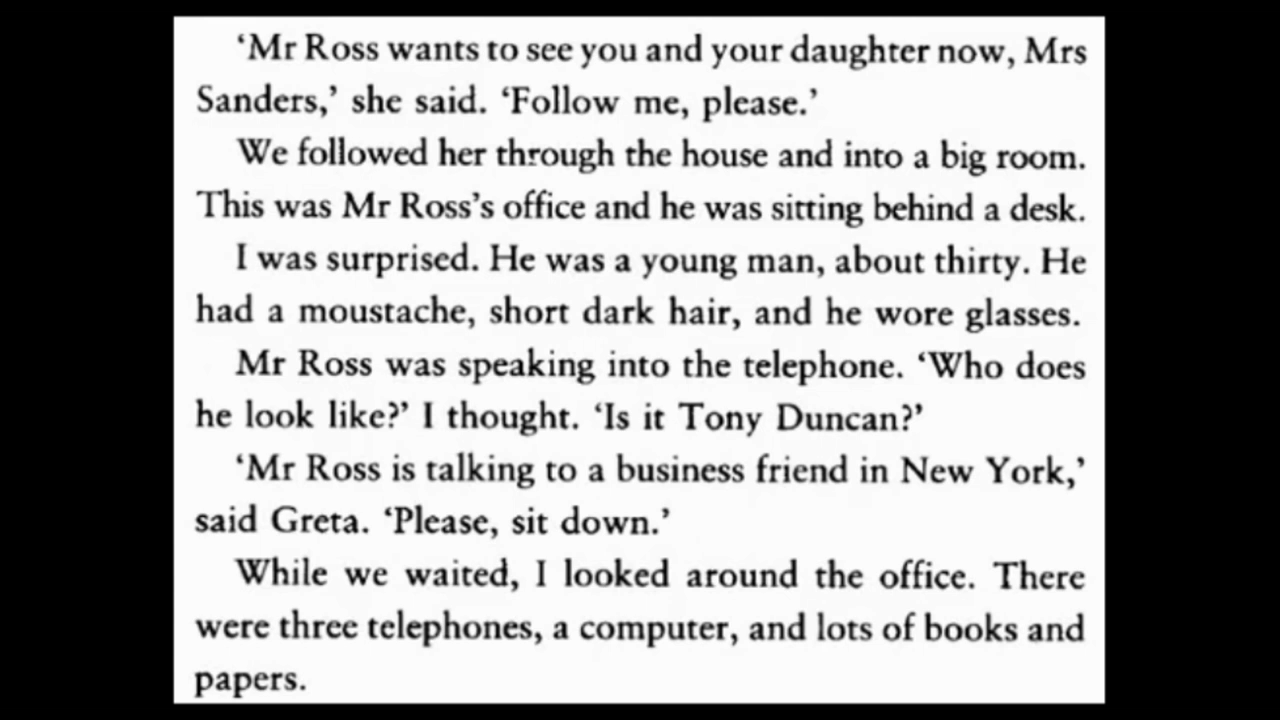 ‘Mr Ross wants to see you and your daughter now, Mrs
Sanders,’ she said. ‘Follow me, please.’
We followed her through the house and into a big room.
This was Mr Ross’s office and he was sitting behind a desk.
I was surprised. He was a young man, about thirty. He
had a moustache, short dark hair, and he wore glasses.
Mr Ross was speaking into the telephone. ‘Who does
he look like?’ I thought. ‘Is it Tony Duncan?’
‘Mr Ross is talking to a business friend in New York,’
said Greta. ‘Please, sit down.’
While we waited, I looked around the office. There
were three telephones, a computer, and lots of books and
papers.